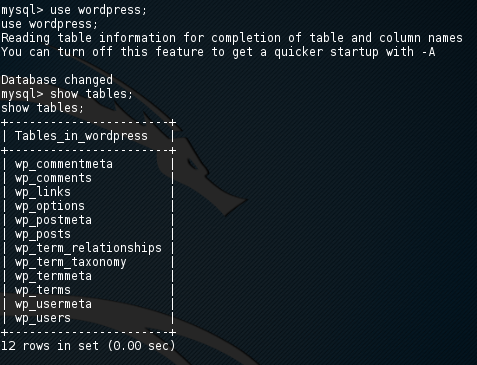 mysql> use wordpress;
use wordpress;
Reading table information for completion of table and column names
You can turn off this feature to get a quicker startup with -A

Database changed
mysql> show tables;
show tables;
+-----------------------+
| Tables_in_wordpress   |
+-----------------------+
| wp_commentmeta        |
| wp_comments           |
| wp_links              |
| wp_options            |
| wp_postmeta           |
| wp_posts              |
| wp_term_relationships |
| wp_term_taxonomy      |
| wp_termmeta           |
| wp_terms              |
| wp_usermeta           |
| wp_users              |
+-----------------------+
12 rows in set (0.00 sec)